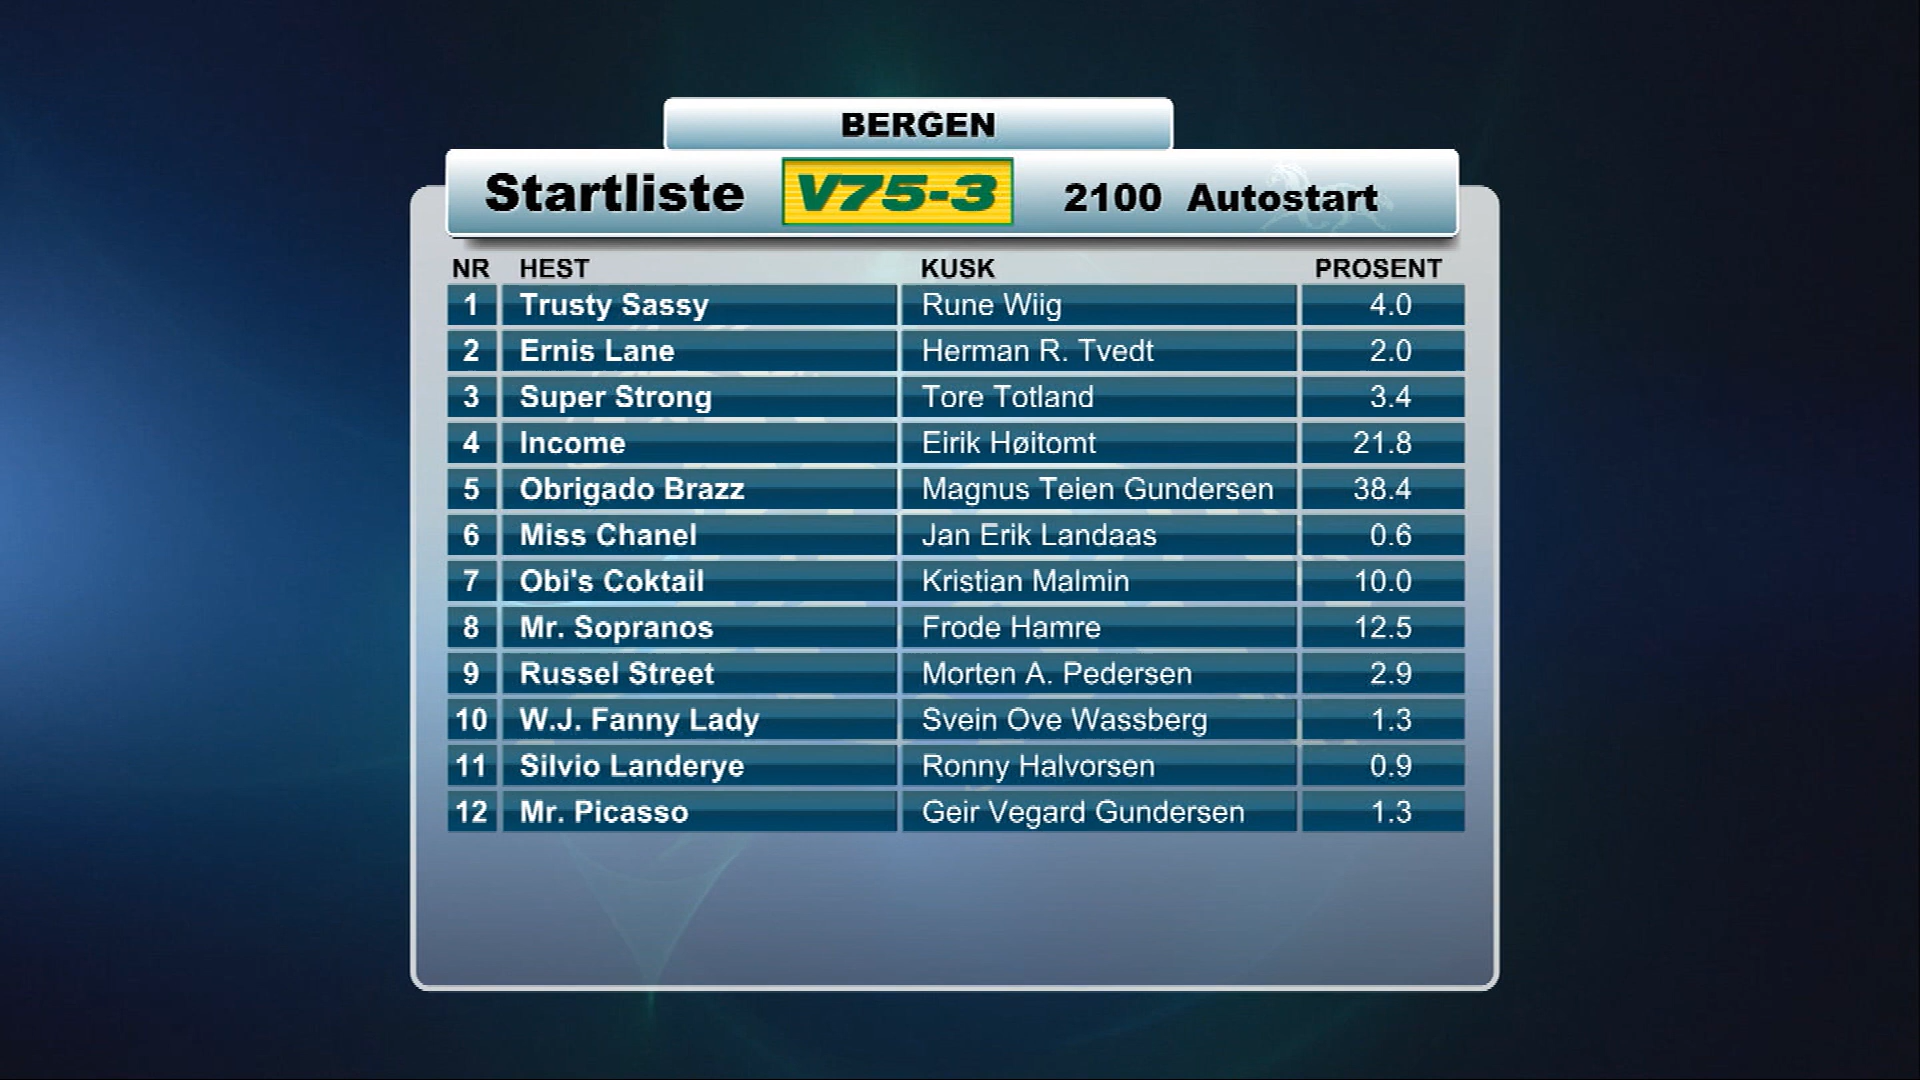 BERGEN
Startliste V75-3 2100 Autostart
NR HEST KUSK PROSENT
1 Trusty Sassy Rune Wiig 4.0
2 Ernis Lane Herman R. Tvedt 2.0
3 Super Strong Tore Totland 3.4
4 Income Eirik Høitomt 21.8
5 Obrigado Brazz Magnus Teien Gundersen 38.4
6 Miss Chanel Jan Erik Landaas 0.6
7 Obi's Coktail Kristian Malmin 10.0
8 Mr. Sopranos Frode Hamre 12.5
9 Russel Street Morten A. Pedersen 2.9
10 W.J. Fanny Lady Svein Ove Wassberg 1.3
11 Silvio Landerye Ronny Halvorsen 0.9
12 Mr. Picasso Geir Vegard Gundersen 1.3